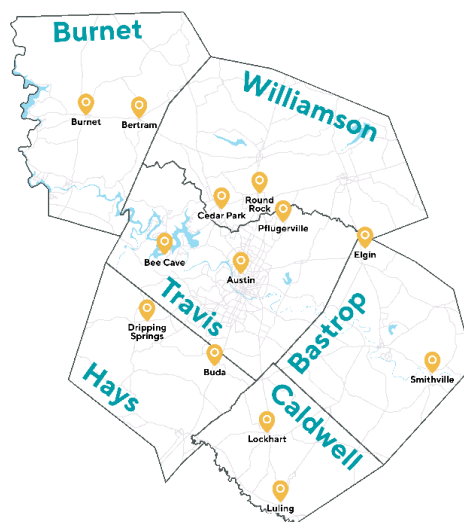 Burnet
Williamson
Burnet
Bertram
Round
Rock
Cedar Park
Pflugerville
Elgin
Bee Cave
Austin
Travis
Bastrop
Dripping
Springs
Buda
Smithville
Hays
Caldwell
Lockhart
Luling